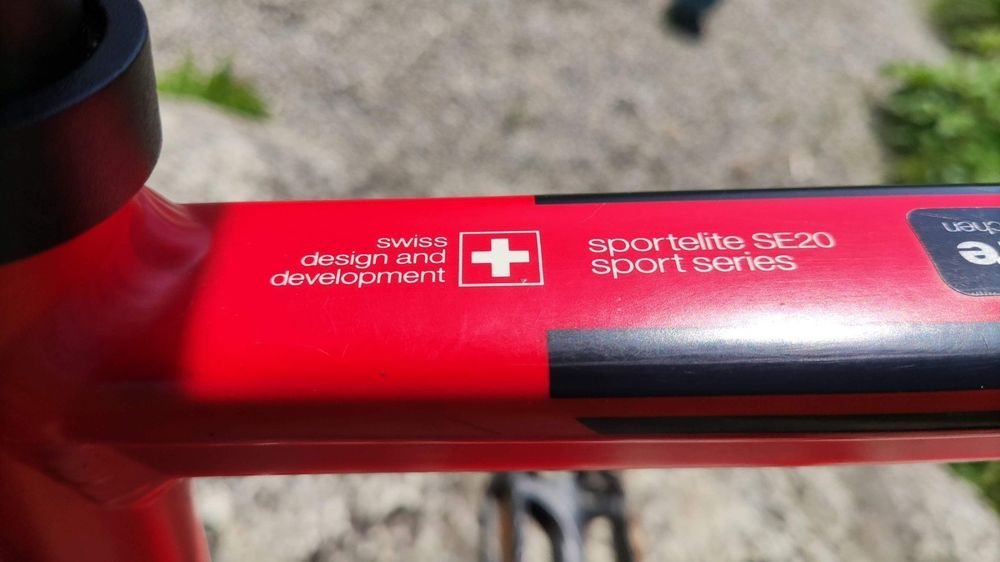 swiss
design and
development
sportelite SE20
sport series